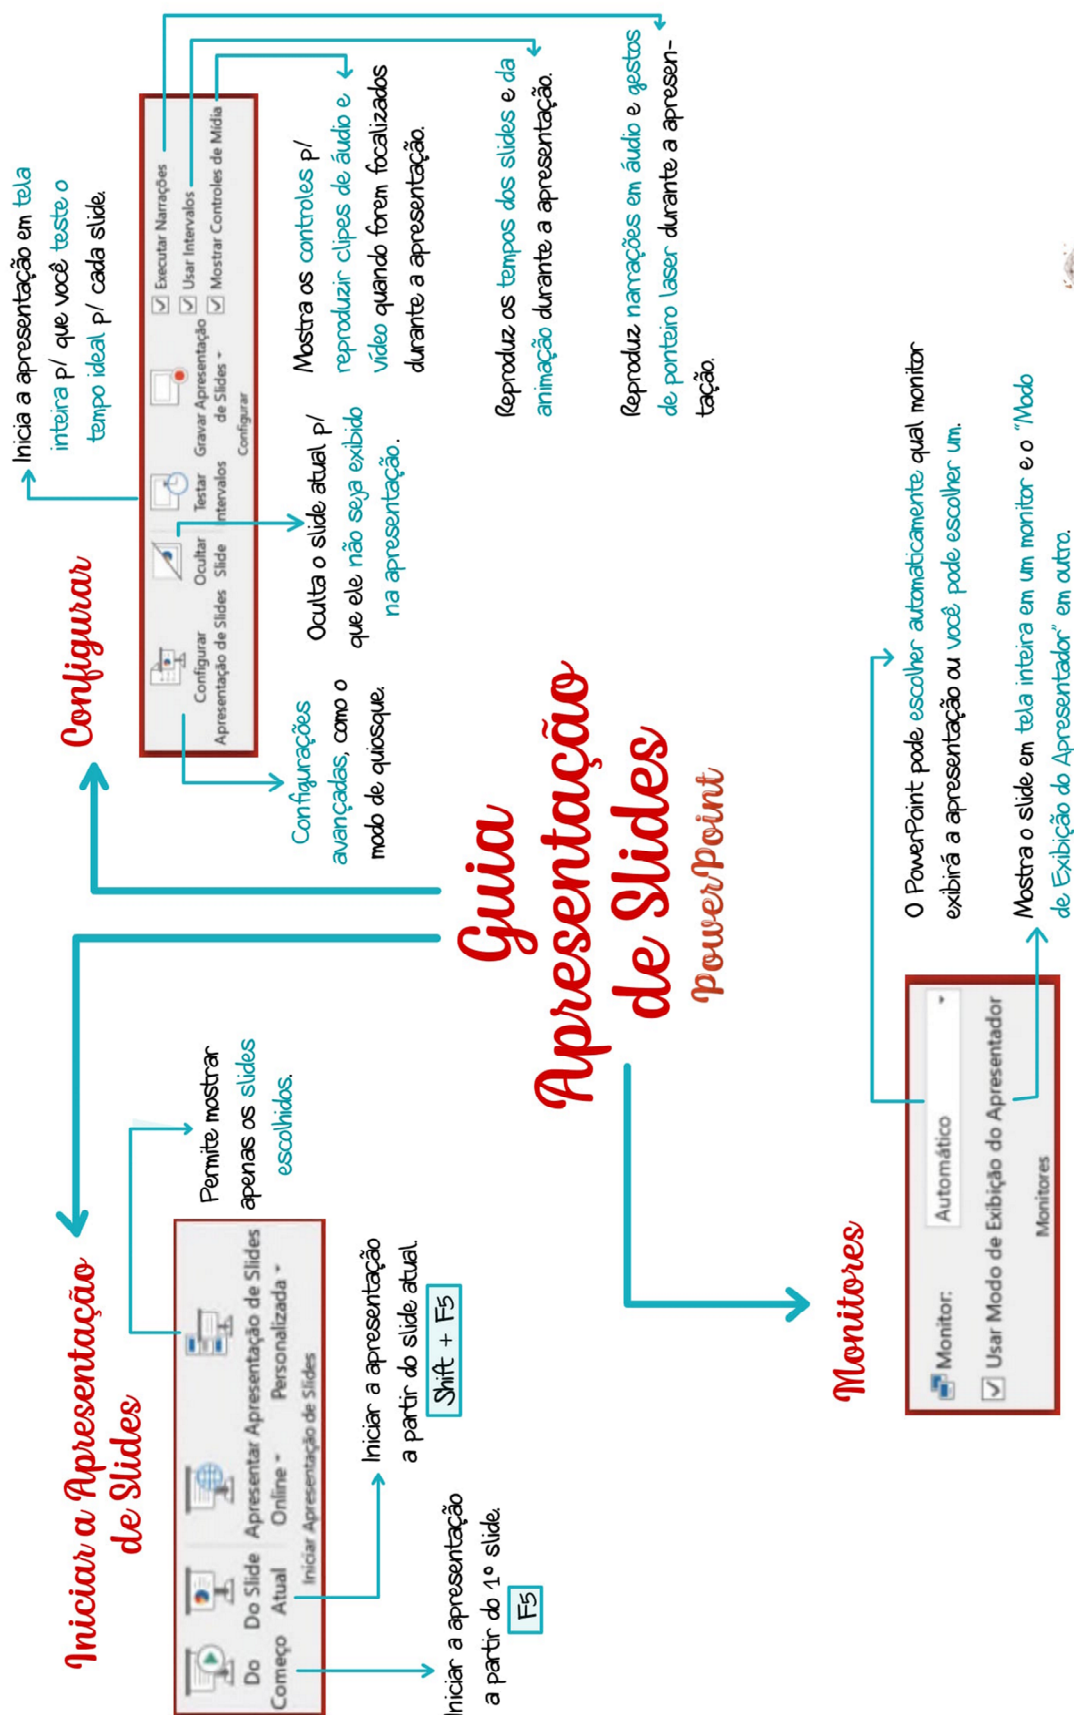 Guia
Apresentação
de Slides
PowerPoint
Iniciar a Apresentação
de Slides
Do
Começo
Do Slide
Atual
Apresentar
Online
Apresentação de Slides
Personalizada
Iniciar Apresentação de Slides
Permite mostrar
apenas os slides
escolhidos.
Iniciar a apresentação
a partir do slide atual.
Shift + F5
Iniciar a apresentação
a partir do 1º slide.
F5
Configurar
Inicia a apresentação em tela
inteira p/ que você teste o
tempo ideal p/ cada slide.
Configurar
Apresentação de Slides
Ocultar
Slide
Testar
Intervalos
Gravar Apresentação
de Slides
Executar Narrações
Usar Intervalos
Mostrar Controles de Mídia
Configurar
Configurações
avançadas, como o
modo de quiosque.
Oculta o slide atual p/
que ele não seja exibido
na apresentação.
Mostra os controles p/
reproduzir clipes de áudio e
vídeo quando forem focalizados
durante a apresentação.
Reproduz os tempos dos slides e da
animação durante a apresentação.
Reproduz narrações em áudio e gestos
de ponteiro laser durante a apresen-
tação.
Monitores
Monitor:
Automático
Usar Modo de Exibição do Apresentador
Monitores
O PowerPoint pode escolher automaticamente qual monitor
exibirá a apresentação ou você pode escolher um.
Mostra o slide em tela inteira em um monitor e o "Modo
de Exibição do Apresentador" em outro.